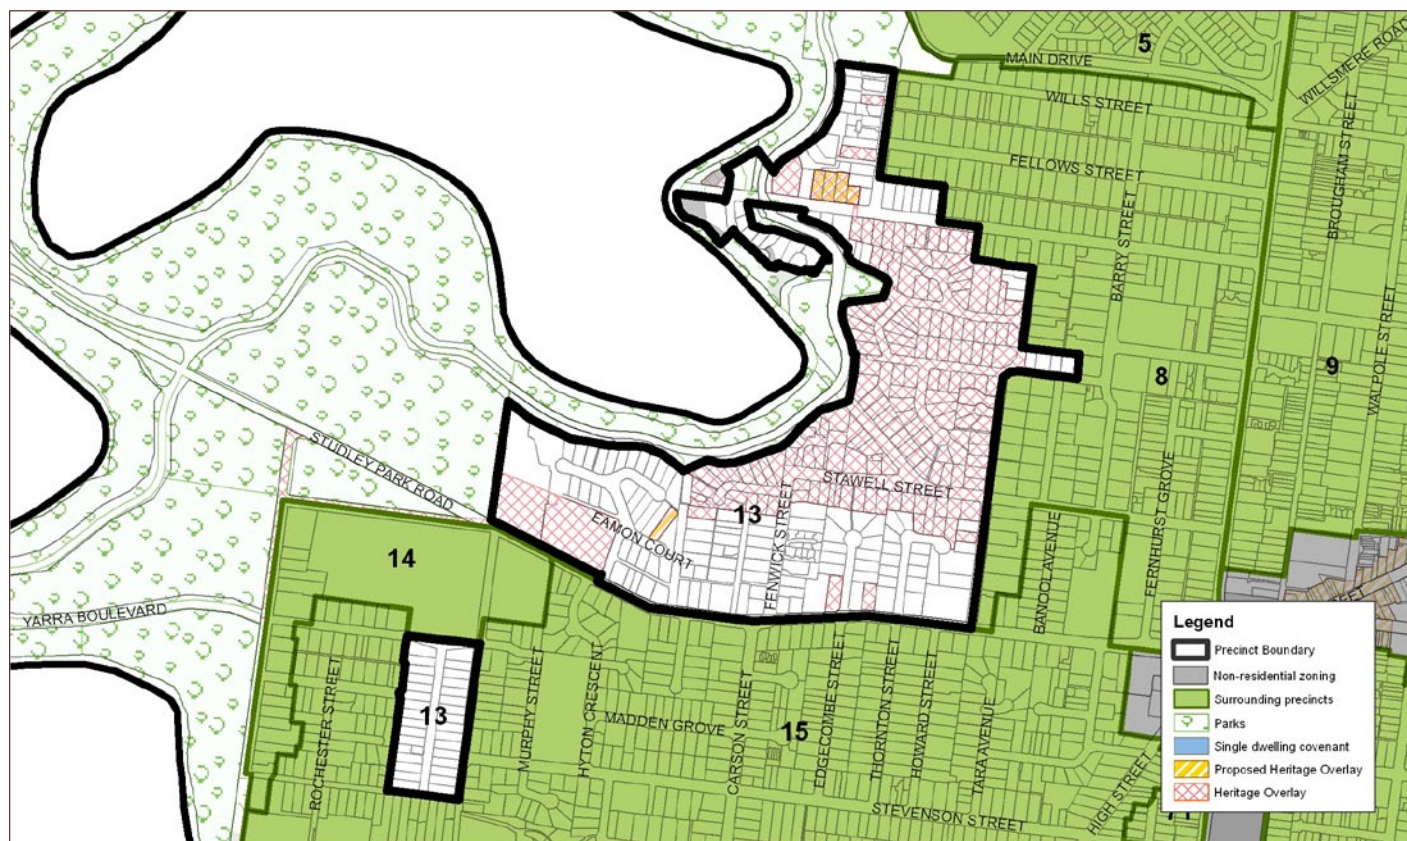 5
MAIN DRIVE
WILLSMERE ROAD
WILLS STREET
FELLOWS STREET
BROUGHAM STREET
BARRY STREET
8
9
WALPOLE STREET
STUDLEY PARK ROAD
STAWELL STREET
13
FENWICK STREET
EAMON COURT
FERNHURST GROVE
BANOOL AVENUE
14
YARRA BOULEVARD
ROCHESTER STREET
13
MURPHY STREET
HYTON CRESCENT
MADDEN GROVE
CARSON STREET
15
EDGECOMBE STREET
THORNTON STREET
HOWARD STREET
TARA AVENUE
STEVENSON STREET
HIGH STREET
Legend
Precinct Boundary
Non-residential zoning
Surrounding precincts
Parks
Single dwelling covenant
Proposed Heritage Overlay
Heritage Overlay